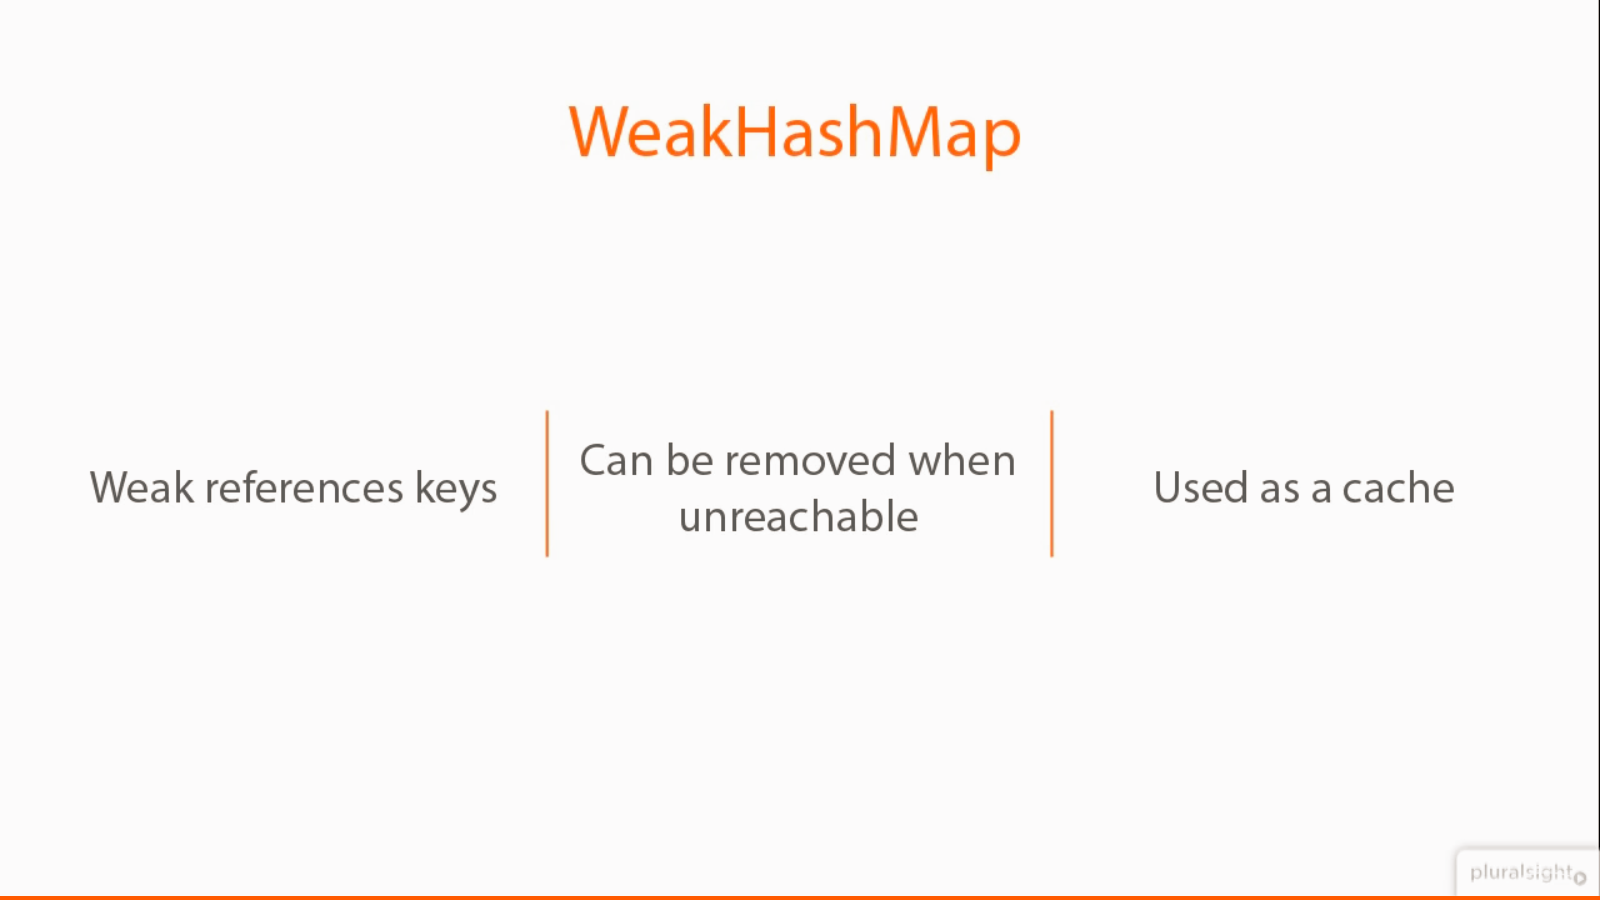 WeakHashMap
Weak references keys
Can be removed when
unreachable
Used as a cache
pluralsight